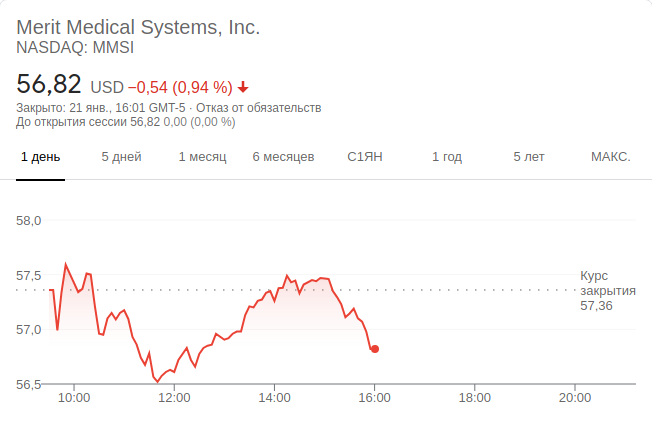 Merit Medical Systems, Inc.
NASDAQ: MMSI
56,82 USD −0,54 (0,94 %)
Закрыто: 21 янв., 16:01 GMT-5 · Отказ от обязательств
До открытия сессии 56,82 0,00 (0,00 %)
1 день 5 дней 1 месяц 6 месяцев С1ЯН 1 год 5 лет МАКС.
58,0
57,5
Курс
закрытия
57,36
57,0
56,5
10:00 12:00 14:00 16:00 18:00 20:00